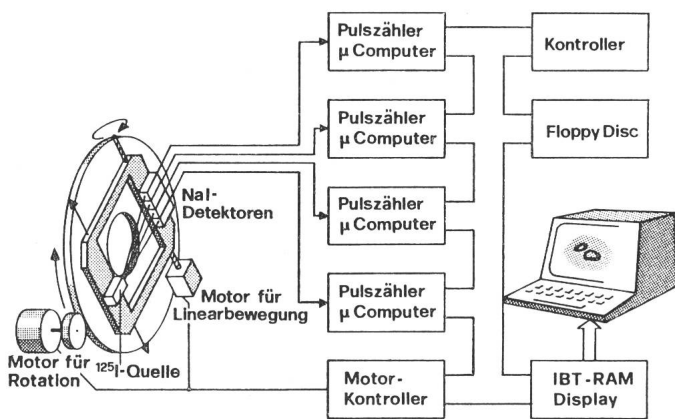 Pulszähler
µ Computer
Kontroller
Pulszähler
µ Computer
Floppy Disc
NaI-
Detektoren
Pulszähler
µ Computer
Motor für
Linearbewegung
Pulszähler
µ Computer
Motor für
Rotation
¹²⁵I-Quelle
Motor-
Kontroller
IBT-RAM
Display